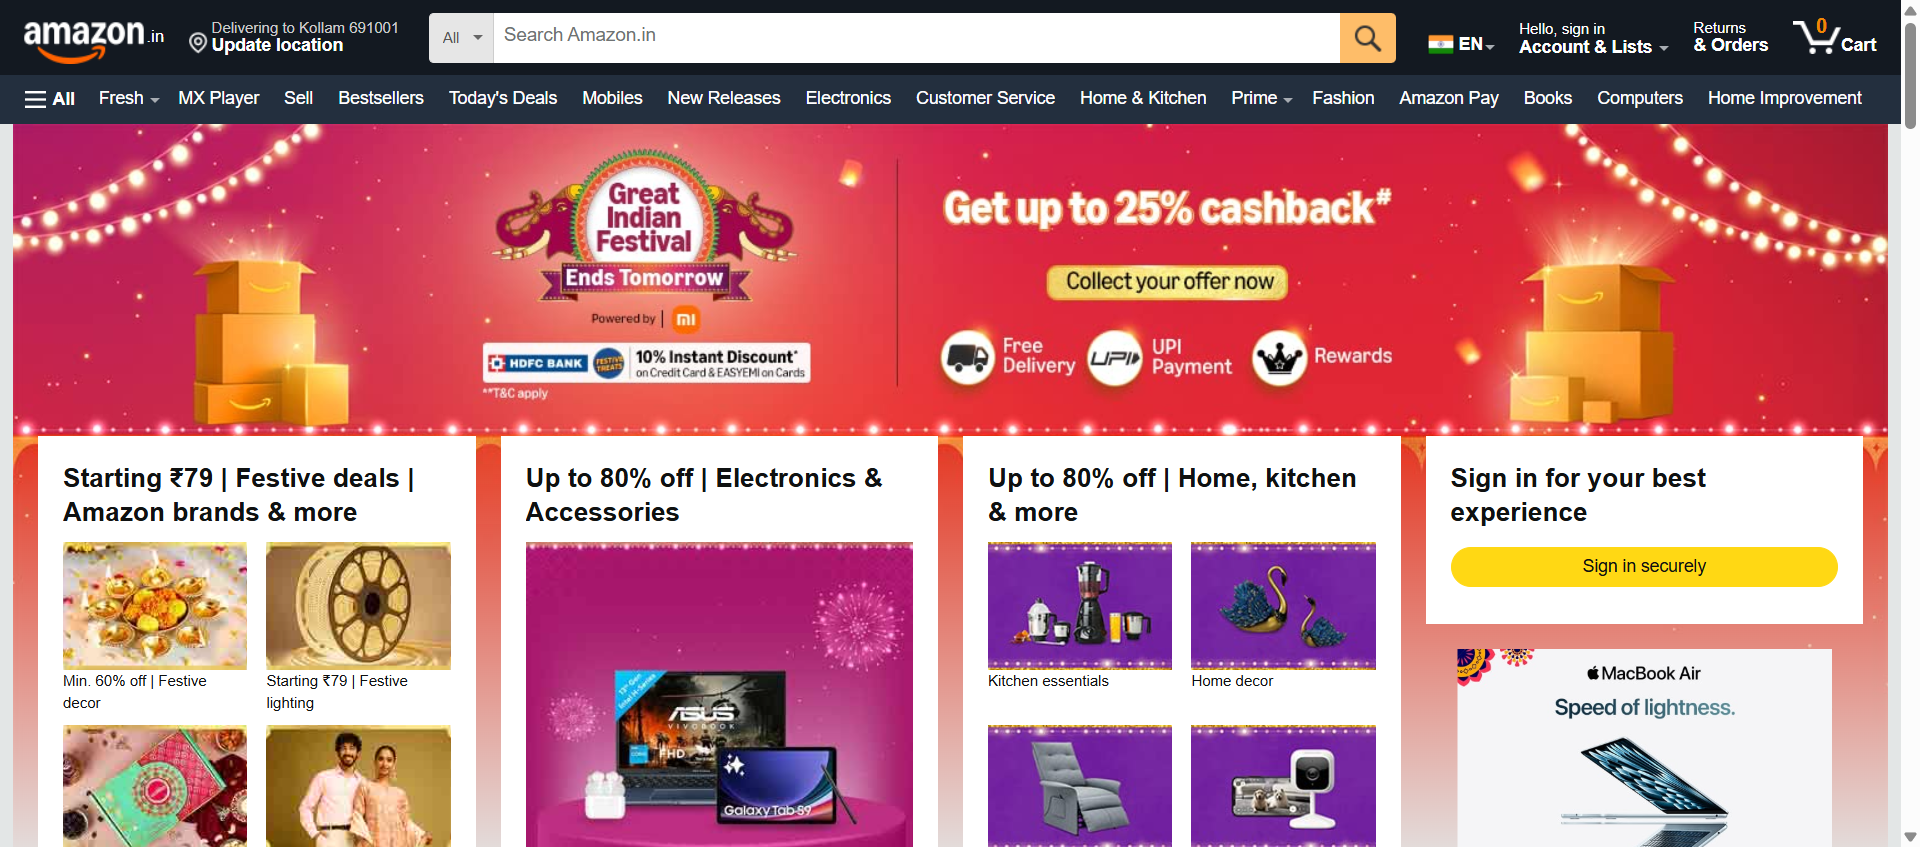 amazon.in
Delivering to Kollam 691001
Update location
All
Search Amazon.in
EN
Hello, sign in
Account & Lists
Returns
& Orders
0
Cart
All
Fresh
MX Player
Sell
Bestsellers
Today's Deals
Mobiles
New Releases
Electronics
Customer Service
Home & Kitchen
Prime
Fashion
Amazon Pay
Books
Computers
Home Improvement
Great
Indian
Festival
Ends Tomorrow
Powered by
mi
HDFC BANK
FESTIVE
TREATS
10% Instant Discount*
on Credit Card & EASYEMI on Cards
**T&C apply
Get up to 25% cashback#
Collect your offer now
Free
Delivery
UPI
UPI
Payment
Rewards
Starting ₹79 | Festive deals |
Amazon brands & more
Min. 60% off | Festive
decor
Starting ₹79 | Festive
lighting
Up to 80% off | Electronics &
Accessories
13th Gen
Intel H-Series
ASUS
VIVOBOOK
FHD
Galaxy Tab S9
Up to 80% off | Home, kitchen
& more
Kitchen essentials
Home decor
Sign in for your best
experience
Sign in securely
MacBook Air
Speed of lightness.